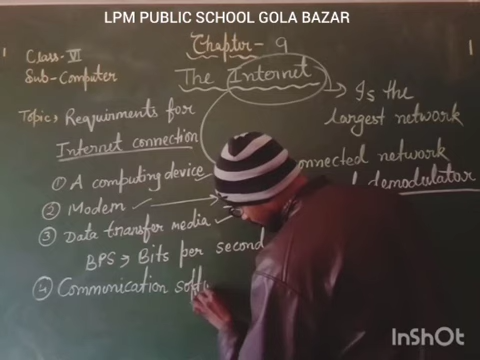 LPM PUBLIC SCHOOL GOLA BAZAR
Class- VI
Sub- Computer
Chapter - 9
The Internet
→ Is the
largest network
connected network
demodulator
Topic, Requirments for
Internet connection
① A computing device
② Modem
③ Data transfer media
BPS → Bits per second
④ Communication soft
InShOt